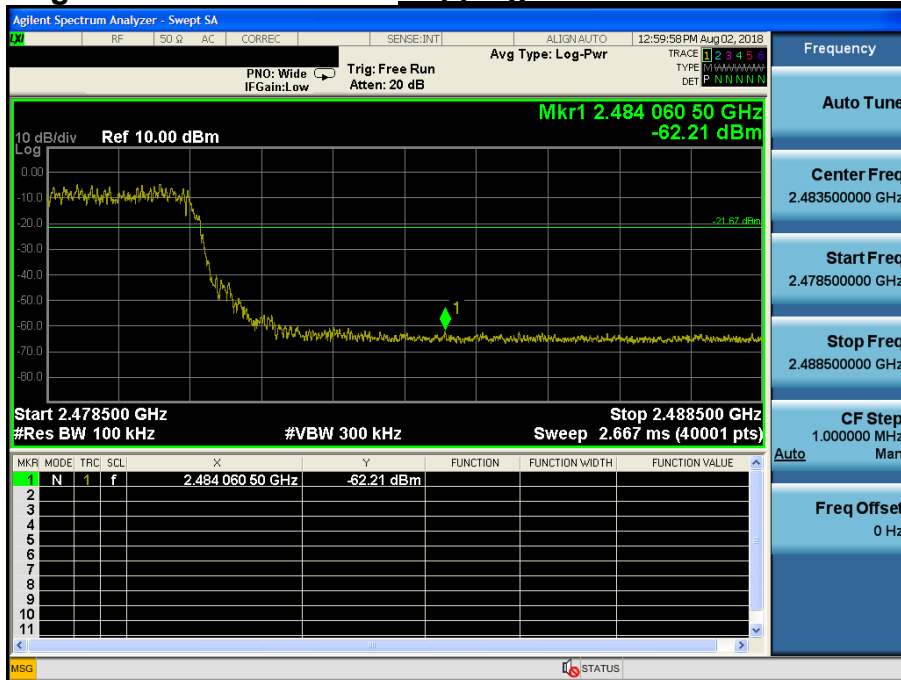 Agilent Spectrum Analyzer - Swept SA
LXI RF 50 Ω AC CORREC SENSE:INT ALIGN AUTO 12:59:58 PM Aug 02, 2018
Avg Type: Log-Pwr TRACE 1 2 3 4 5 6
PNO: Wide Trig: Free Run TYPE M WWWWW
IFGain:Low Atten: 20 dB DET P N N N N N
Mkr1 2.484 060 50 GHz
10 dB/div Ref 10.00 dBm -62.21 dBm
Log
0.00
-10.0
-20.0
-21.67 dBm
-30.0
-40.0
-50.0
1
-60.0
-70.0
-80.0
Start 2.478500 GHz Stop 2.488500 GHz
#Res BW 100 kHz #VBW 300 kHz Sweep 2.667 ms (40001 pts)
MKR MODE TRC SCL X Y FUNCTION FUNCTION WIDTH FUNCTION VALUE
1 N 1 f 2.484 060 50 GHz -62.21 dBm
2
3
4
5
6
7
8
9
10
11
MSG STATUS
Frequency
Auto Tune
Center Freq
2.483500000 GHz
Start Freq
2.478500000 GHz
Stop Freq
2.488500000 GHz
CF Step
1.000000 MHz
Auto Man
Freq Offset
0 Hz